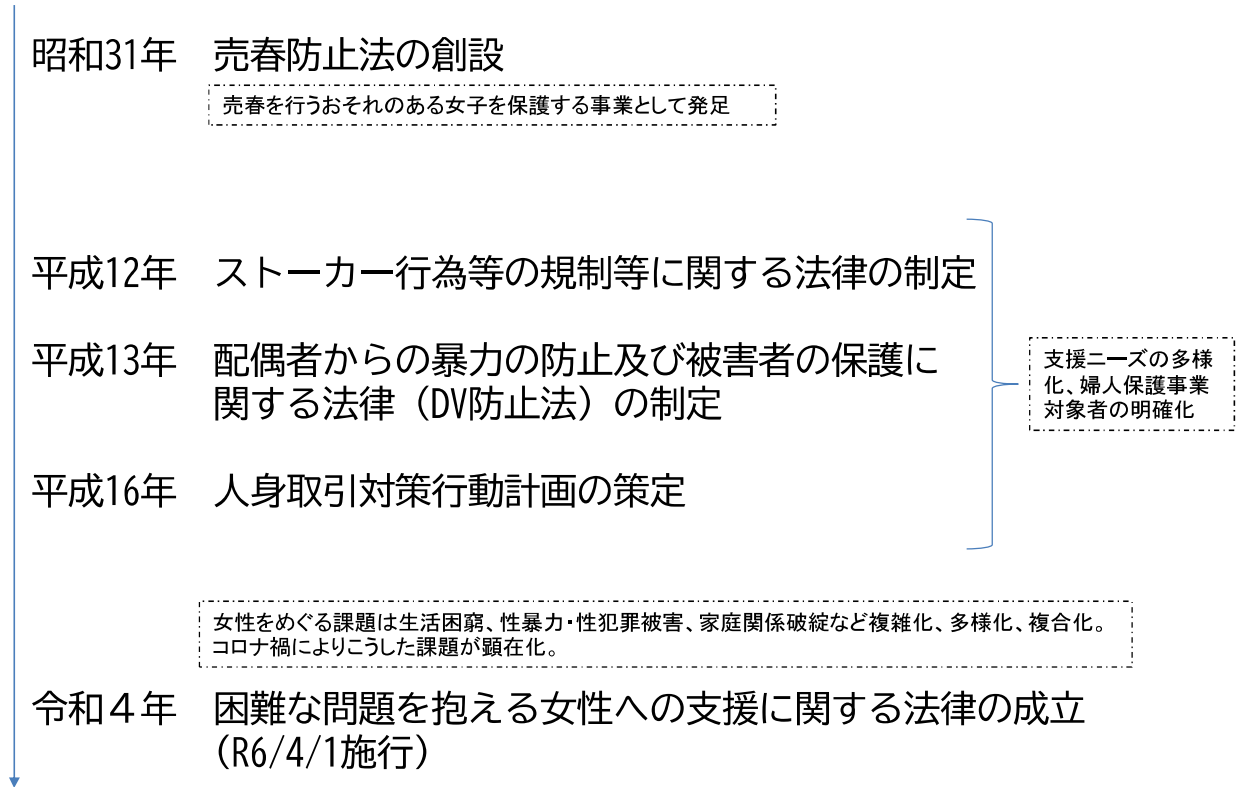 昭和31年　売春防止法の創設
売春を行うおそれのある女子を保護する事業として発足
平成12年　ストーカー行為等の規制等に関する法律の制定
平成13年　配偶者からの暴力の防止及び被害者の保護に
関する法律（DV防止法）の制定
支援ニーズの多様
化、婦人保護事業
対象者の明確化
平成16年　人身取引対策行動計画の策定
女性をめぐる課題は生活困窮、性暴力・性犯罪被害、家庭関係破綻など複雑化、多様化、複合化。
コロナ禍によりこうした課題が顕在化。
令和４年　困難な問題を抱える女性への支援に関する法律の成立
（R6/4/1施行）